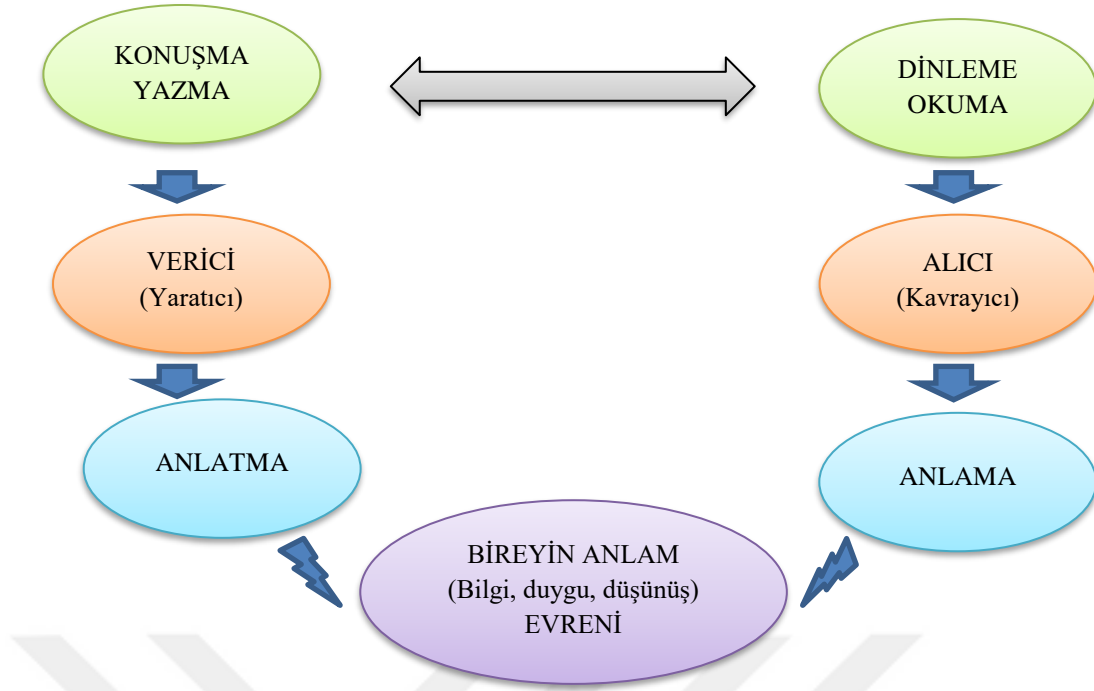 KONUŞMA
YAZMA
DİNLEME
OKUMA
VERİCİ
(Yaratıcı)
ALICI
(Kavrayıcı)
ANLATMA
ANLAMA
BİREYİN ANLAM
(Bilgi, duygu, düşünüş)
EVRENİ